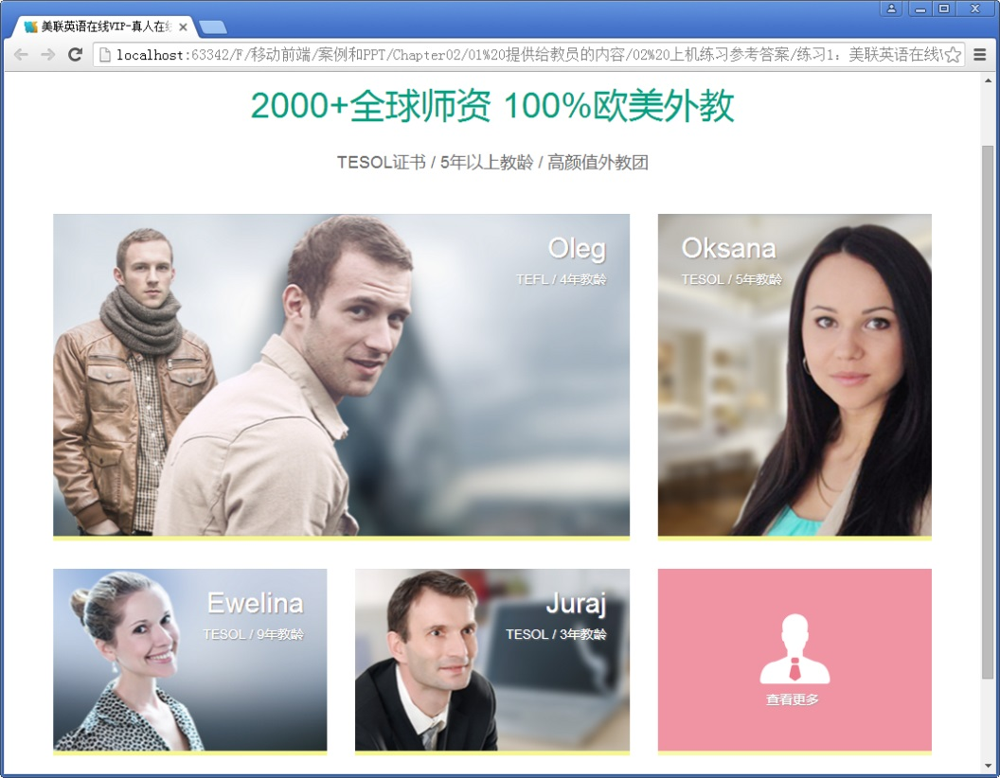 美联英语在线VIP-真人在
localhost:63342/F/移动前端/案例和PPT/Chapter02/01%20提供给教员的内容/02%20上机练习参考答案/练习1：美联英语在线
2000+全球师资 100%欧美外教
TESOL证书 / 5年以上教龄 / 高颜值外教团
Oleg
TEFL / 4年教龄
Oksana
TESOL / 5年教龄
Ewelina
TESOL / 9年教龄
Juraj
TESOL / 3年教龄
查看更多